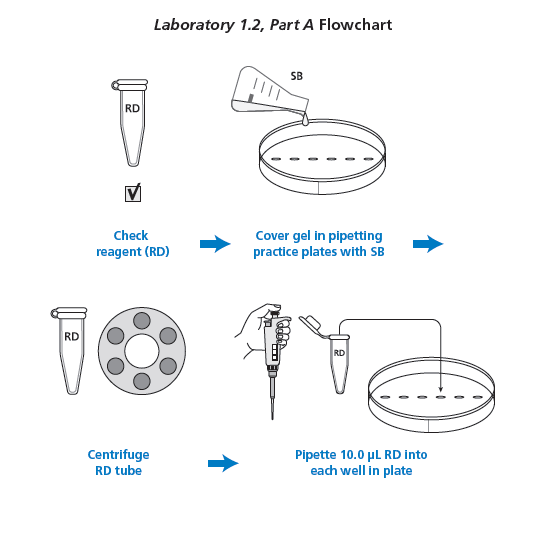 Laboratory 1.2, Part A Flowchart
RD
SB
Check
reagent (RD)
Cover gel in pipetting
practice plates with SB
RD
RD
Centrifuge
RD tube
Pipette 10.0 µL RD into
each well in plate